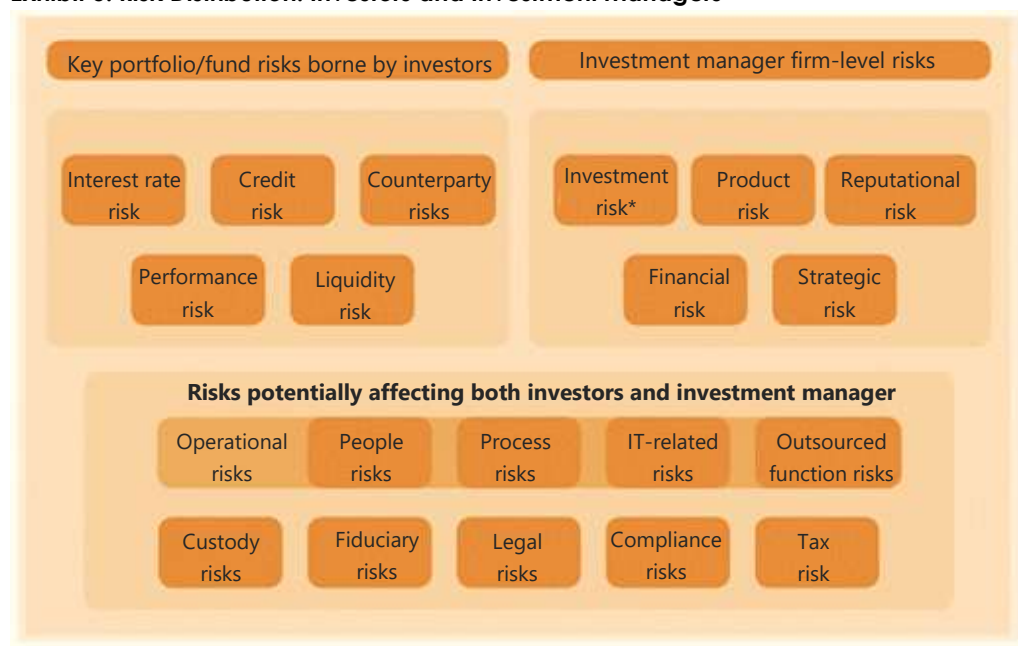 Key portfolio/fund risks borne by investors
Investment manager firm-level risks
Interest rate
risk
Credit
risk
Counterparty
risks
Performance
risk
Liquidity
risk
Investment
risk*
Product
risk
Reputational
risk
Financial
risk
Strategic
risk
Risks potentially affecting both investors and investment manager
Operational
risks
People
risks
Process
risks
IT-related
risks
Outsourced
function risks
Custody
risks
Fiduciary
risks
Legal
risks
Compliance
risks
Tax
risk